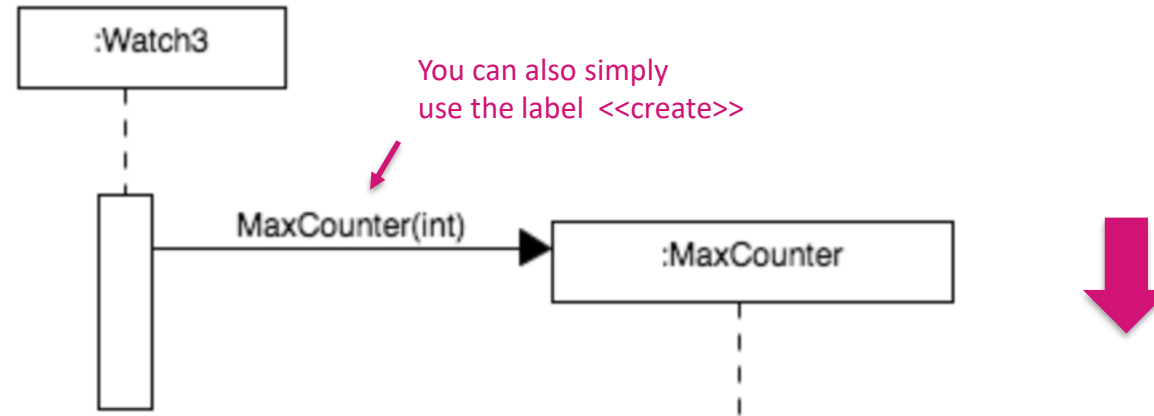 :Watch3
You can also simply
use the label <<create>>
MaxCounter(int)
:MaxCounter